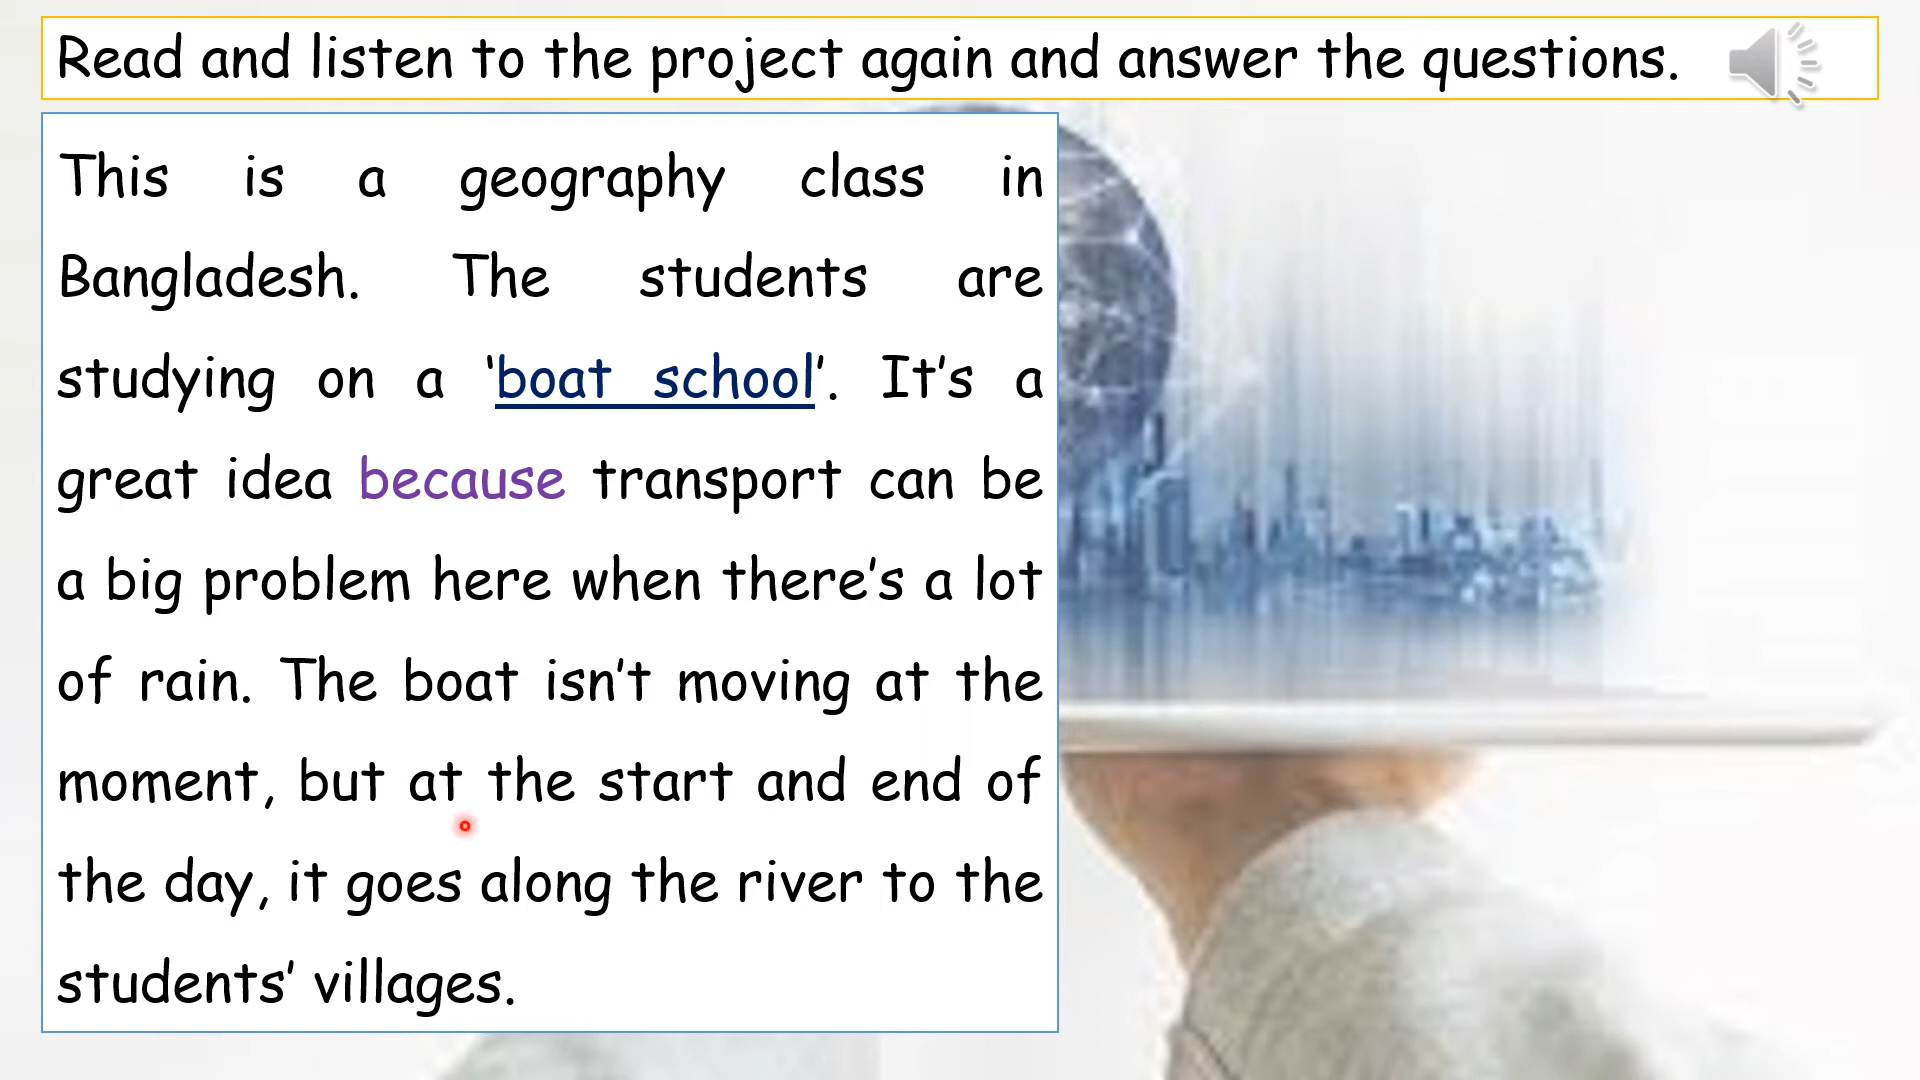 Read and listen to the project again and answer the questions.
This is a geography class in
Bangladesh. The students are
studying on a ‘boat school’. It’s a
great idea because transport can be
a big problem here when there’s a lot
of rain. The boat isn’t moving at the
moment, but at the start and end of
the day, it goes along the river to the
students’ villages.